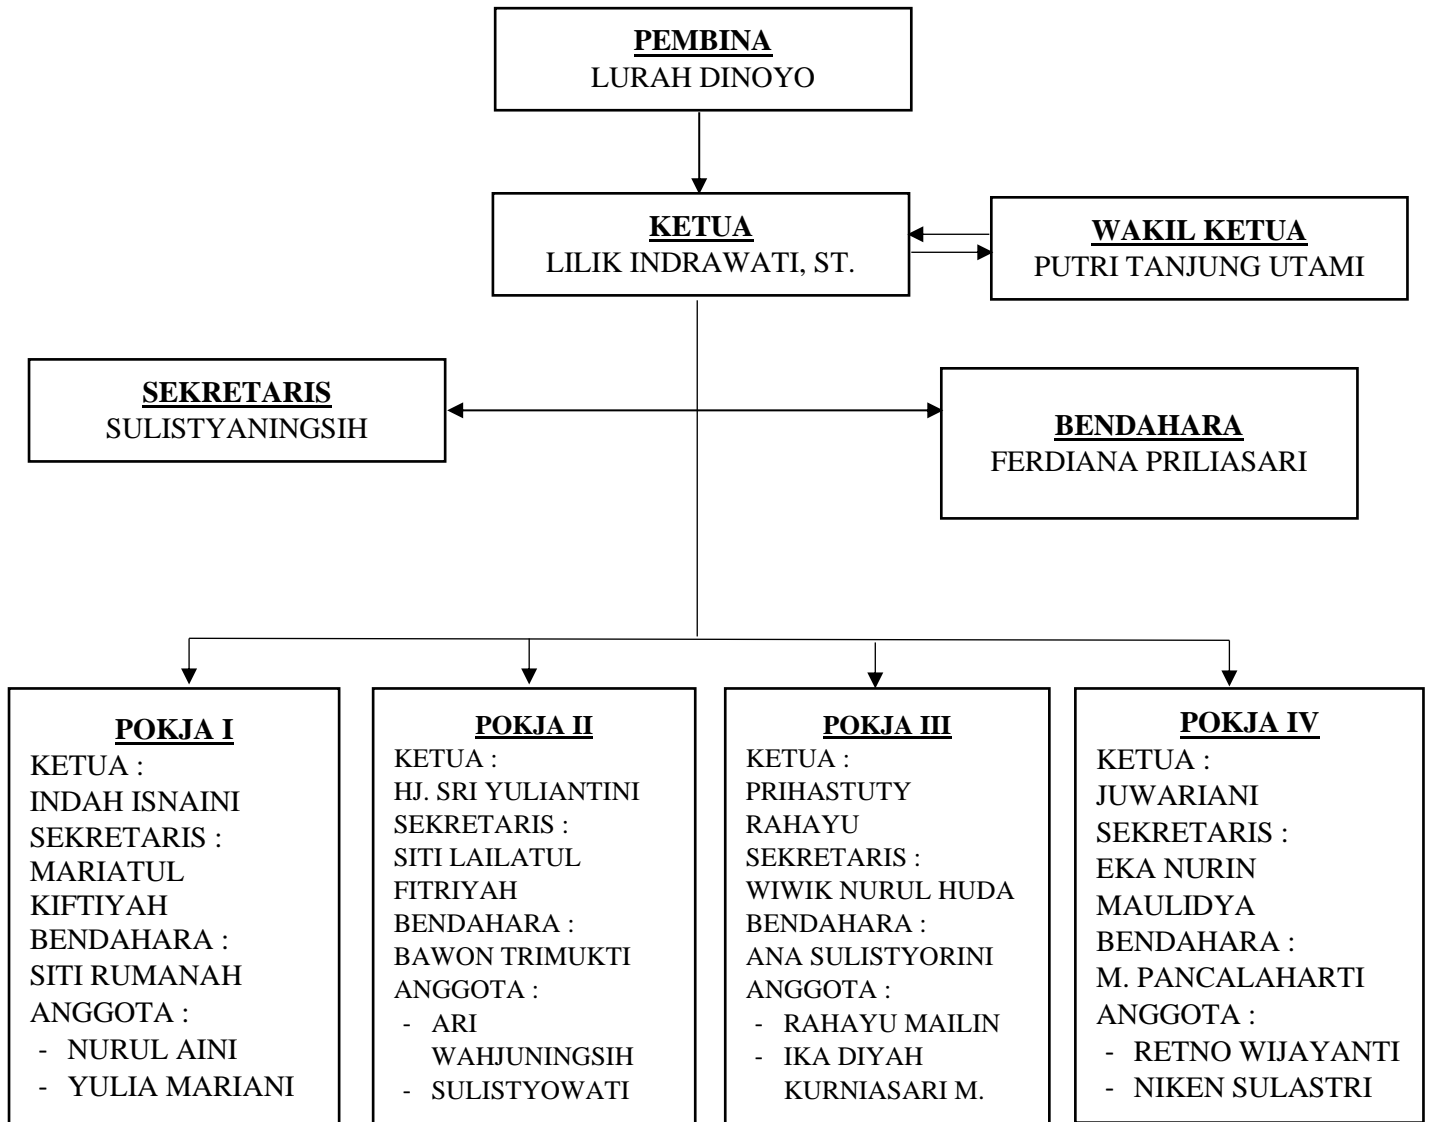 PEMBINA
LURAH DINOYO
KETUA
LILIK INDRAWATI, ST.
WAKIL KETUA
PUTRI TANJUNG UTAMI
SEKRETARIS
SULISTYANINGSIH
BENDAHARA
FERDIANA PRILIASARI
POKJA I
KETUA :
INDAH ISNAINI
SEKRETARIS :
MARIATUL
KIFTIYAH
BENDAHARA :
SITI RUMANAH
ANGGOTA :
- NURUL AINI
- YULIA MARIANI
POKJA II
KETUA :
HJ. SRI YULIANTINI
SEKRETARIS :
SITI LAILATUL
FITRIYAH
BENDAHARA :
BAWON TRIMUKTI
ANGGOTA :
- ARI
WAHJUNINGSIH
- SULISTYOWATI
POKJA III
KETUA :
PRIHASTUTY
RAHAYU
SEKRETARIS :
WIWIK NURUL HUDA
BENDAHARA :
ANA SULISTYORINI
ANGGOTA :
- RAHAYU MAILIN
- IKA DIYAH
KURNIASARI M.
POKJA IV
KETUA :
JUWARIANI
SEKRETARIS :
EKA NURIN
MAULIDYA
BENDAHARA :
M. PANCALAHARTI
ANGGOTA :
- RETNO WIJAYANTI
- NIKEN SULASTRI